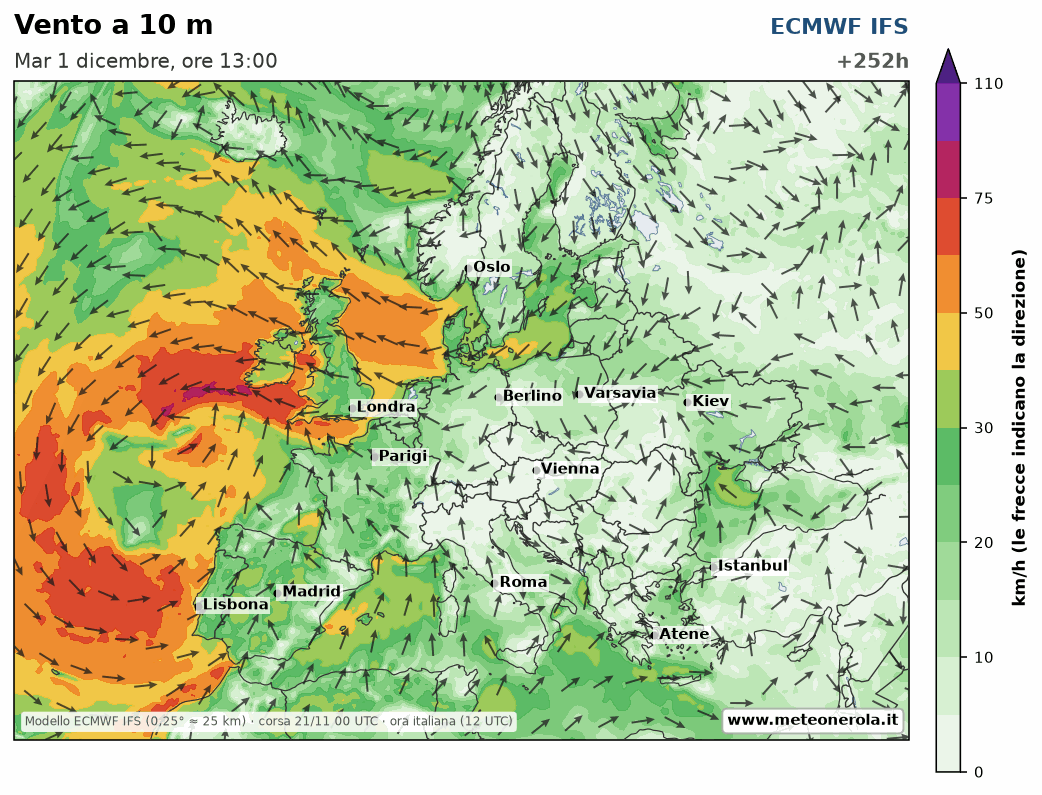 Vento a 10 m
ECMWF IFS
Mar 1 dicembre, ore 13:00
+252h
110
75
50
30
20
10
0
km/h (le frecce indicano la direzione)
Oslo
Londra
Berlino
Varsavia
Kiev
Parigi
Vienna
Istanbul
Roma
Madrid
Lisbona
Atene
Modello ECMWF IFS (0,25° ≈ 25 km) · corsa 21/11 00 UTC · ora italiana (12 UTC)
www.meteonerola.it